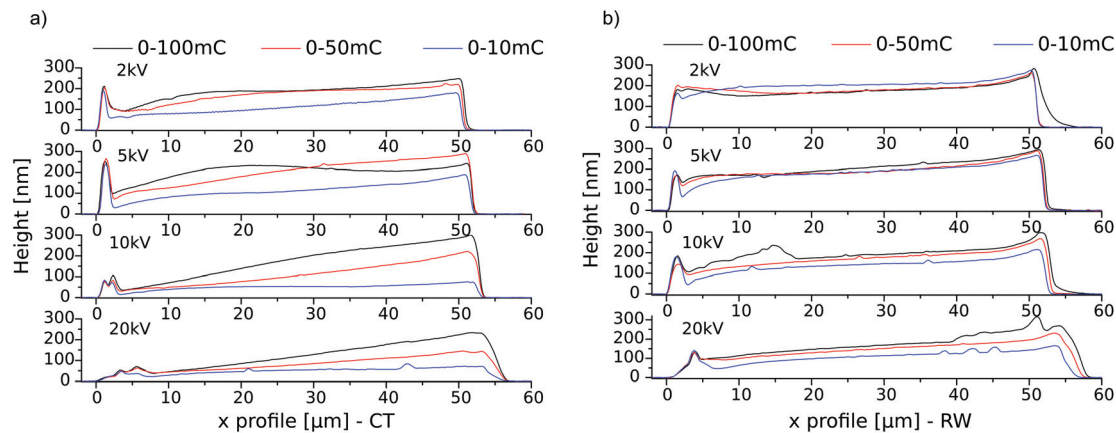 a)
0-100mC 0-50mC 0-10mC
300 2kV
200
100
0
300 5kV
200
100
0
300 10kV
200
100
0
300 20kV
200
100
0
0 10 20 30 40 50 60
Height [nm]
x profile [µm] - CT
b)
0-100mC 0-50mC 0-10mC
300 2kV
200
100
0
300 5kV
200
100
0
300 10kV
200
100
0
300 20kV
200
100
0
0 10 20 30 40 50 60
Height [nm]
x profile [µm] - RW